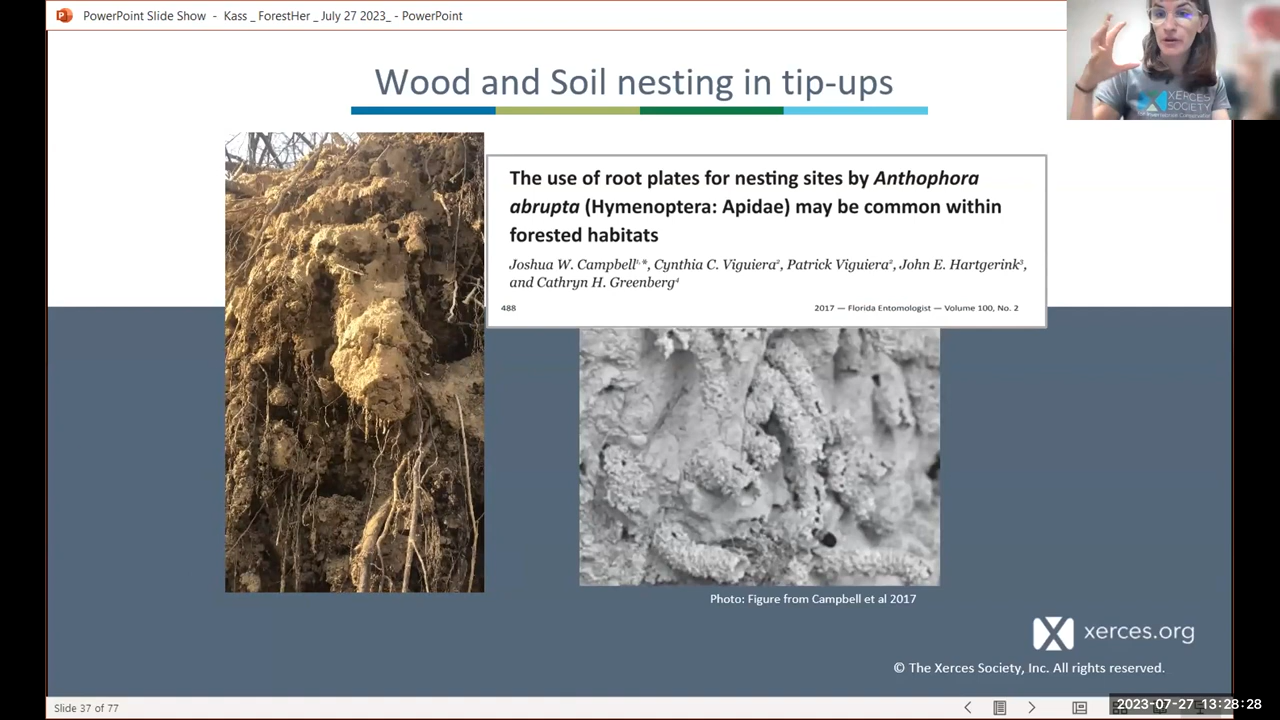 PowerPoint Slide Show - Kass _ ForestHer _ July 27 2023_ - PowerPoint
XERCES
SOCIETY
Wood and Soil nesting in tip-ups
The use of root plates for nesting sites by Anthophora
abrupta (Hymenoptera: Apidae) may be common within
forested habitats
Joshua W. Campbell¹,*, Cynthia C. Viguiera², Patrick Viguiera², John E. Hartgerink³,
and Cathryn H. Greenberg⁴
488
2017 — Florida Entomologist — Volume 100, No. 2
Photo: Figure from Campbell et al 2017
xerces.org
© The Xerces Society, Inc. All rights reserved.
Slide 37 of 77
2023-07-27 13:28:28